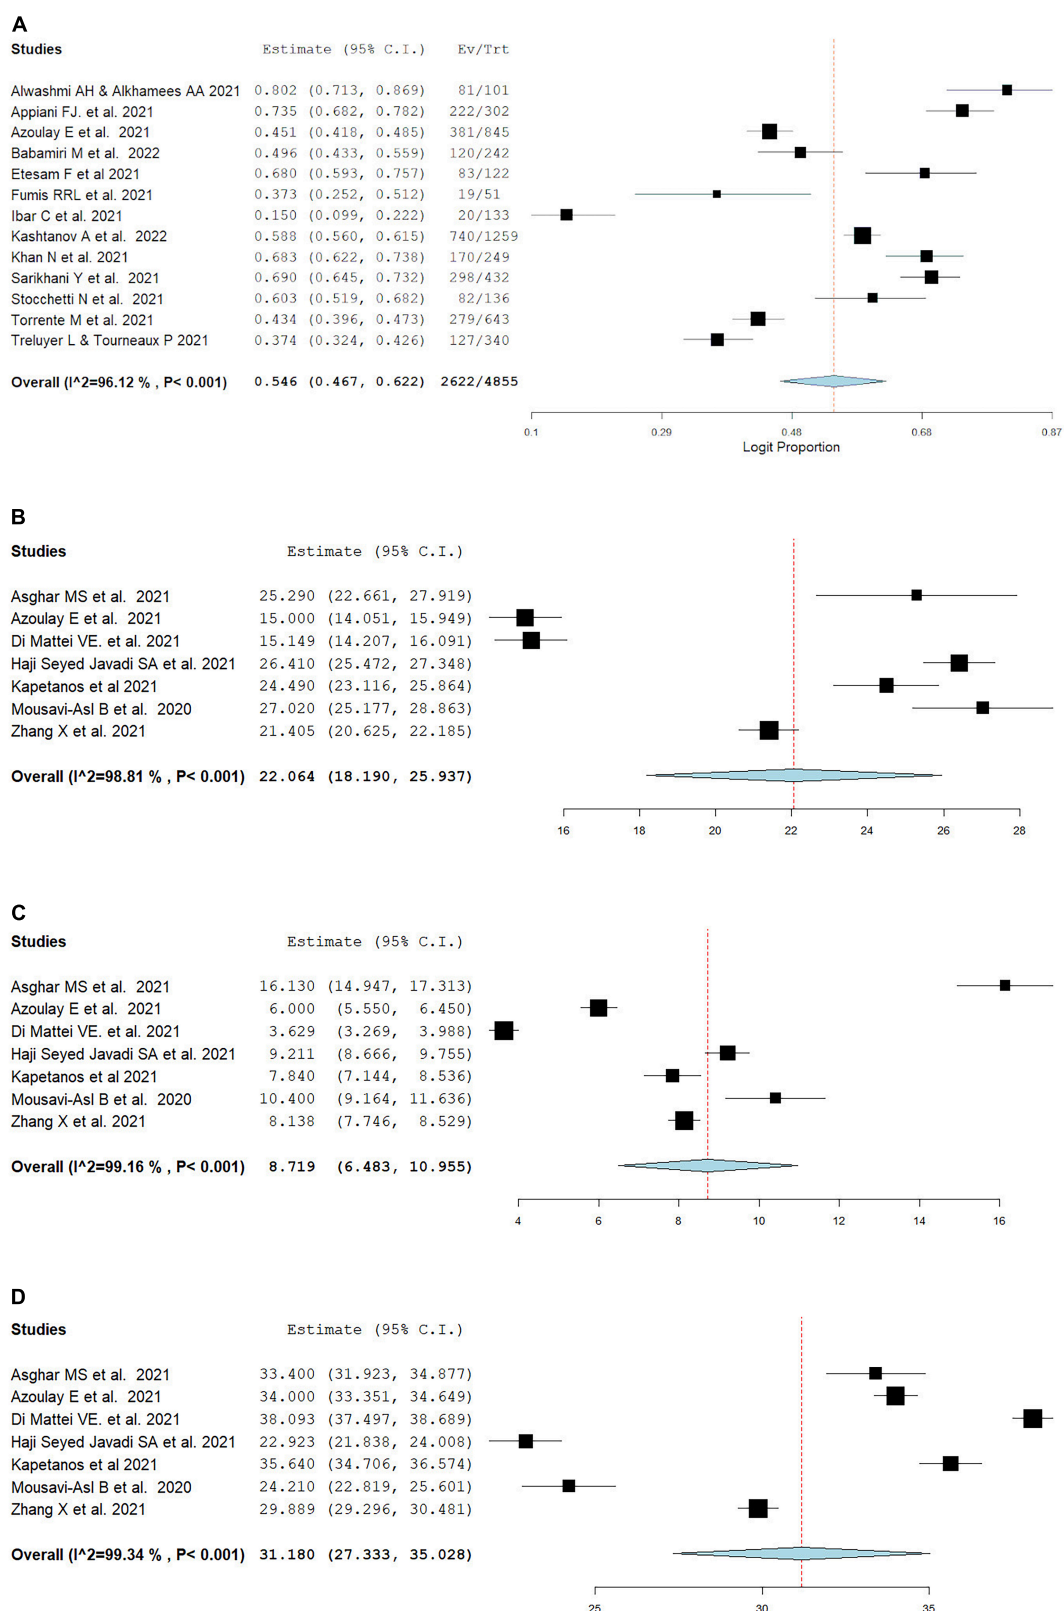 A
Studies Estimate (95% C.I.) Ev/Trt
Alwashmi AH & Alkhamees AA 2021 0.802 (0.713, 0.869) 81/101
Appiani FJ. et al. 2021 0.735 (0.682, 0.782) 222/302
Azoulay E et al. 2021 0.451 (0.418, 0.485) 381/845
Babamiri M et al. 2022 0.496 (0.433, 0.559) 120/242
Etesam F et al 2021 0.680 (0.593, 0.757) 83/122
Fumis RRL et al. 2021 0.373 (0.252, 0.512) 19/51
Ibar C et al. 2021 0.150 (0.099, 0.222) 20/133
Kashtanov A et al. 2022 0.588 (0.560, 0.615) 740/1259
Khan N et al. 2021 0.683 (0.622, 0.738) 170/249
Sarikhani Y et al. 2021 0.690 (0.645, 0.732) 298/432
Stocchetti N et al. 2021 0.603 (0.519, 0.682) 82/136
Torrente M et al. 2021 0.434 (0.396, 0.473) 279/643
Treluyer L & Tourneaux P 2021 0.374 (0.324, 0.426) 127/340
Overall (I^2=96.12 % , P< 0.001) 0.546 (0.467, 0.622) 2622/4855
0.1 0.29 0.48 0.68 0.87
Logit Proportion
B
Studies Estimate (95% C.I.)
Asghar MS et al. 2021 25.290 (22.661, 27.919)
Azoulay E et al. 2021 15.000 (14.051, 15.949)
Di Mattei VE. et al. 2021 15.149 (14.207, 16.091)
Haji Seyed Javadi SA et al. 2021 26.410 (25.472, 27.348)
Kapetanos et al 2021 24.490 (23.116, 25.864)
Mousavi-Asl B et al. 2020 27.020 (25.177, 28.863)
Zhang X et al. 2021 21.405 (20.625, 22.185)
Overall (I^2=98.81 % , P< 0.001) 22.064 (18.190, 25.937)
16 18 20 22 24 26 28
C
Studies Estimate (95% C.I.)
Asghar MS et al. 2021 16.130 (14.947, 17.313)
Azoulay E et al. 2021 6.000 (5.550, 6.450)
Di Mattei VE. et al. 2021 3.629 (3.269, 3.988)
Haji Seyed Javadi SA et al. 2021 9.211 (8.666, 9.755)
Kapetanos et al 2021 7.840 (7.144, 8.536)
Mousavi-Asl B et al. 2020 10.400 (9.164, 11.636)
Zhang X et al. 2021 8.138 (7.746, 8.529)
Overall (I^2=99.16 % , P< 0.001) 8.719 (6.483, 10.955)
4 6 8 10 12 14 16
D
Studies Estimate (95% C.I.)
Asghar MS et al. 2021 33.400 (31.923, 34.877)
Azoulay E et al. 2021 34.000 (33.351, 34.649)
Di Mattei VE. et al. 2021 38.093 (37.497, 38.689)
Haji Seyed Javadi SA et al. 2021 22.923 (21.838, 24.008)
Kapetanos et al 2021 35.640 (34.706, 36.574)
Mousavi-Asl B et al. 2020 24.210 (22.819, 25.601)
Zhang X et al. 2021 29.889 (29.296, 30.481)
Overall (I^2=99.34 % , P< 0.001) 31.180 (27.333, 35.028)
25 30 35